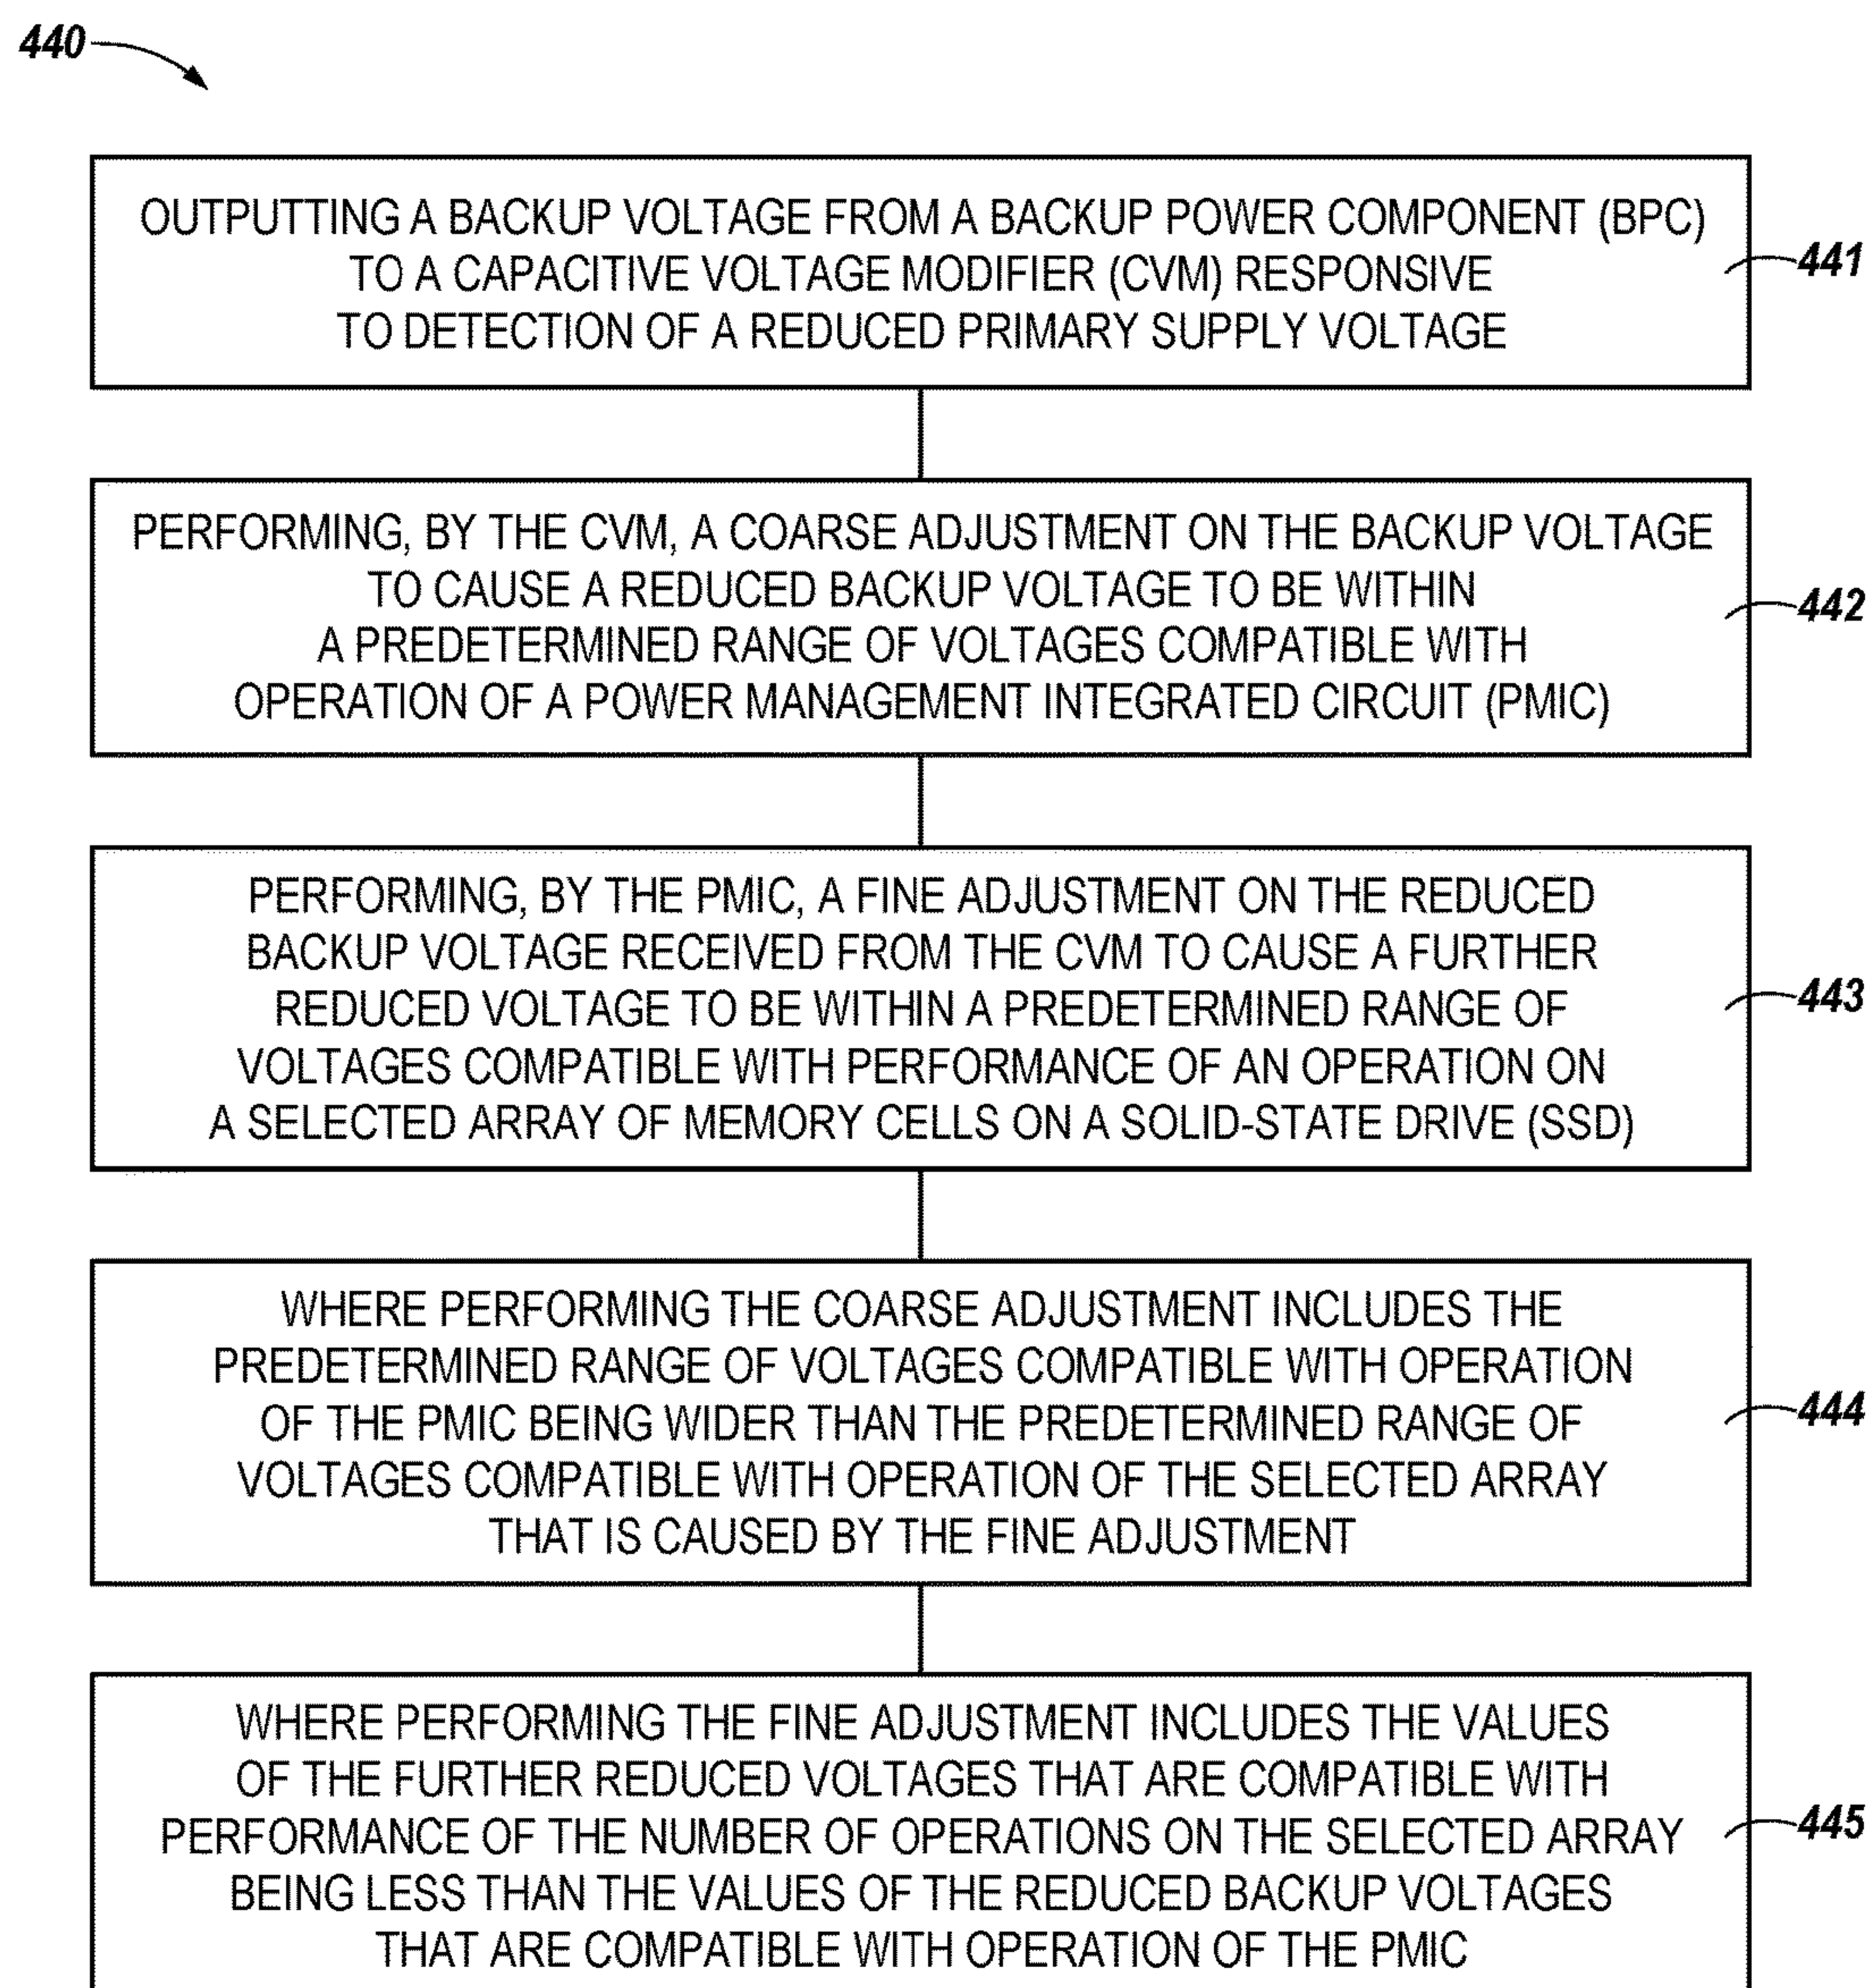 440
OUTPUTTING A BACKUP VOLTAGE FROM A BACKUP POWER COMPONENT (BPC)
TO A CAPACITIVE VOLTAGE MODIFIER (CVM) RESPONSIVE
TO DETECTION OF A REDUCED PRIMARY SUPPLY VOLTAGE
441
PERFORMING, BY THE CVM, A COARSE ADJUSTMENT ON THE BACKUP VOLTAGE
TO CAUSE A REDUCED BACKUP VOLTAGE TO BE WITHIN
A PREDETERMINED RANGE OF VOLTAGES COMPATIBLE WITH
OPERATION OF A POWER MANAGEMENT INTEGRATED CIRCUIT (PMIC)
442
PERFORMING, BY THE PMIC, A FINE ADJUSTMENT ON THE REDUCED
BACKUP VOLTAGE RECEIVED FROM THE CVM TO CAUSE A FURTHER
REDUCED VOLTAGE TO BE WITHIN A PREDETERMINED RANGE OF
VOLTAGES COMPATIBLE WITH PERFORMANCE OF AN OPERATION ON
A SELECTED ARRAY OF MEMORY CELLS ON A SOLID-STATE DRIVE (SSD)
443
WHERE PERFORMING THE COARSE ADJUSTMENT INCLUDES THE
PREDETERMINED RANGE OF VOLTAGES COMPATIBLE WITH OPERATION
OF THE PMIC BEING WIDER THAN THE PREDETERMINED RANGE OF
VOLTAGES COMPATIBLE WITH OPERATION OF THE SELECTED ARRAY
THAT IS CAUSED BY THE FINE ADJUSTMENT
444
WHERE PERFORMING THE FINE ADJUSTMENT INCLUDES THE VALUES
OF THE FURTHER REDUCED VOLTAGES THAT ARE COMPATIBLE WITH
PERFORMANCE OF THE NUMBER OF OPERATIONS ON THE SELECTED ARRAY
BEING LESS THAN THE VALUES OF THE REDUCED BACKUP VOLTAGES
THAT ARE COMPATIBLE WITH OPERATION OF THE PMIC
445